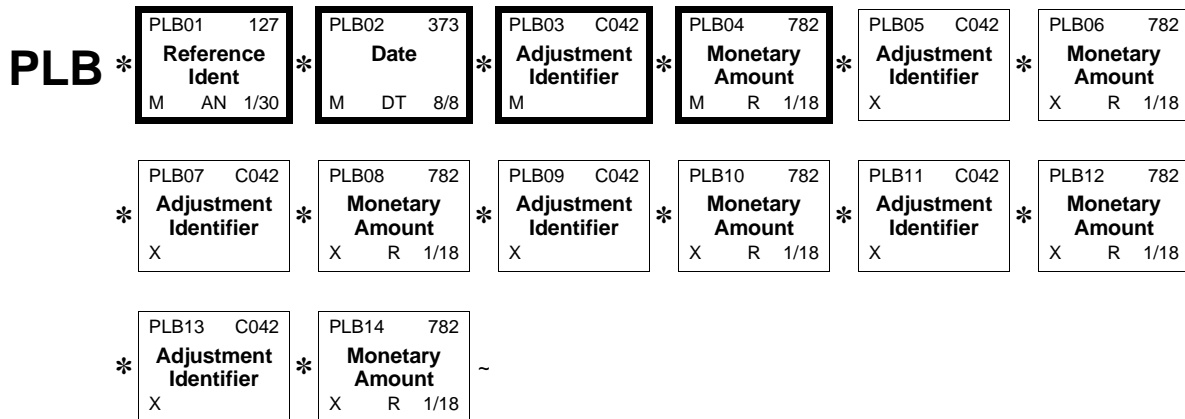 PLB01 127 PLB02 373 PLB03 C042 PLB04 782 PLB05 C042 PLB06 782
PLB * Reference Ident * Date * Adjustment Identifier * Monetary Amount * Adjustment Identifier * Monetary Amount
M AN 1/30 M DT 8/8 M M R 1/18 X X R 1/18
PLB07 C042 PLB08 782 PLB09 C042 PLB10 782 PLB11 C042 PLB12 782
* Adjustment Identifier * Monetary Amount * Adjustment Identifier * Monetary Amount * Adjustment Identifier * Monetary Amount
X X R 1/18 X X R 1/18 X X R 1/18
PLB13 C042 PLB14 782
* Adjustment Identifier * Monetary Amount ~
X X R 1/18